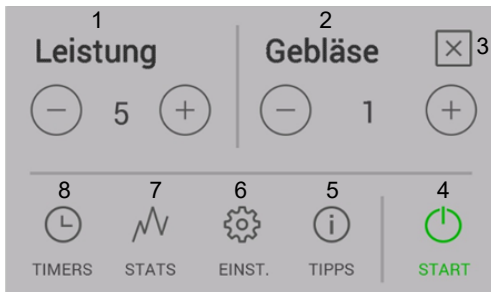 1 2
Leistung Gebläse 3
5 1
8 7 6 5 4
TIMERS STATS EINST. TIPPS START